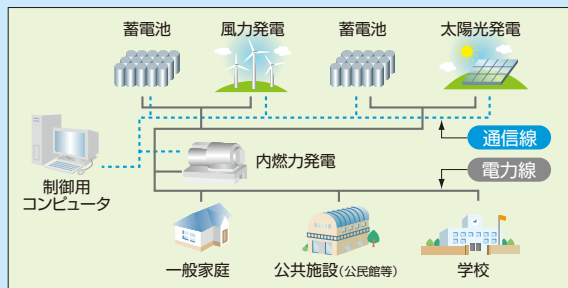 蓄電池
風力発電
蓄電池
太陽光発電
通信線
内燃力発電
電力線
制御用
コンピュータ
一般家庭
公共施設(公民館等)
学校